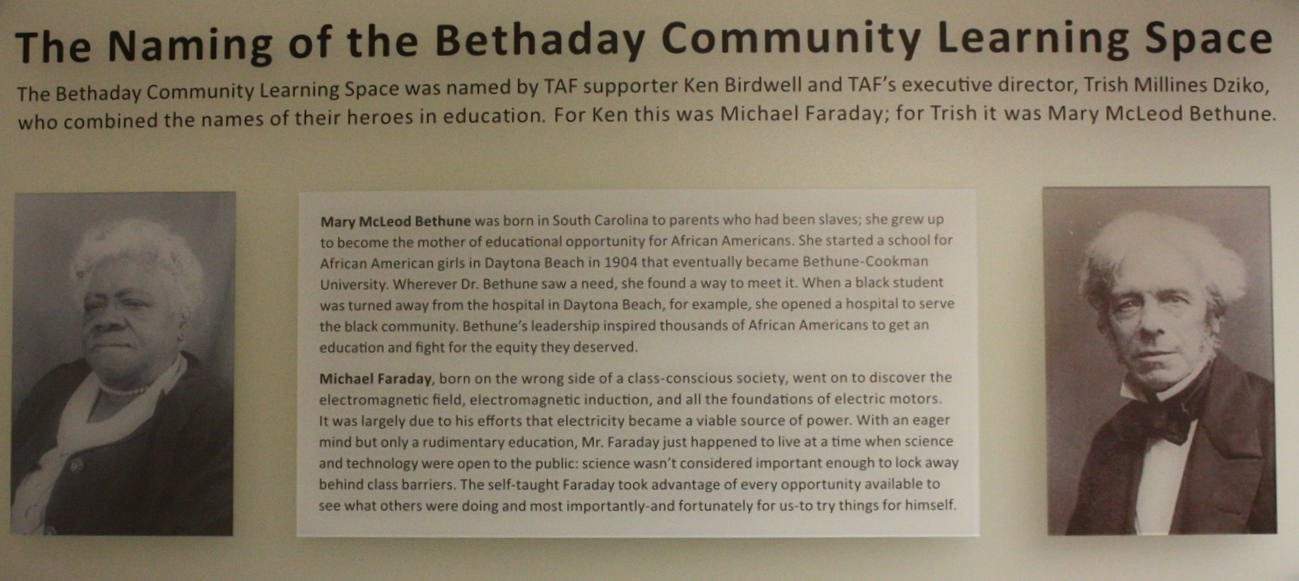 The Naming of the Bethaday Community Learning Space
The Bethaday Community Learning Space was named by TAF supporter Ken Birdwell and TAF's executive director, Trish Millines Dziko,
who combined the names of their heroes in education. For Ken this was Michael Faraday; for Trish it was Mary McLeod Bethune.
Mary McLeod Bethune was born in South Carolina to parents who had been slaves; she grew up
to become the mother of educational opportunity for African Americans. She started a school for
African American girls in Daytona Beach in 1904 that eventually became Bethune-Cookman
University. Wherever Dr. Bethune saw a need, she found a way to meet it. When a black student
was turned away from the hospital in Daytona Beach, for example, she opened a hospital to serve
the black community. Bethune's leadership inspired thousands of African Americans to get an
education and fight for the equity they deserved.
Michael Faraday, born on the wrong side of a class-conscious society, went on to discover the
electromagnetic field, electromagnetic induction, and all the foundations of electric motors.
It was largely due to his efforts that electricity became a viable source of power. With an eager
mind but only a rudimentary education, Mr. Faraday just happened to live at a time when science
and technology were open to the public: science wasn't considered important enough to lock away
behind class barriers. The self-taught Faraday took advantage of every opportunity available to
see what others were doing and most importantly-and fortunately for us-to try things for himself.